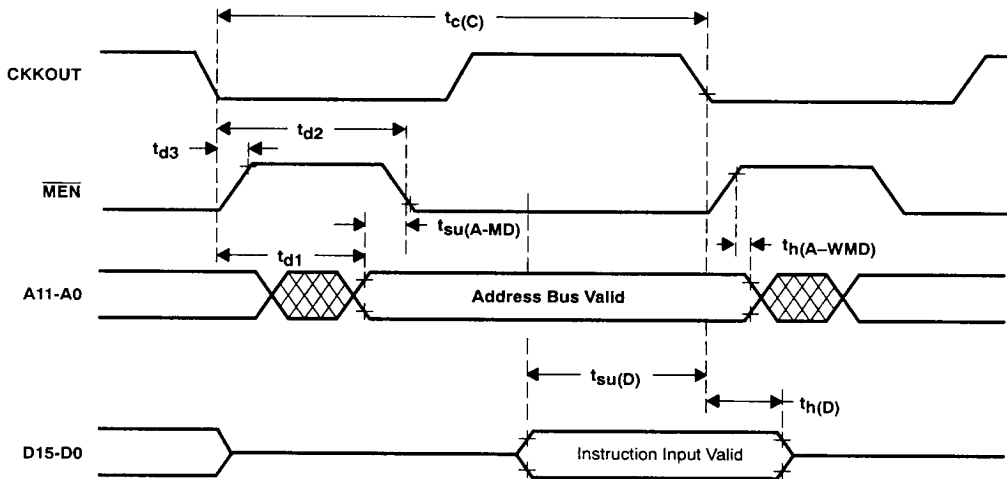 tc(C)
CKKOUT
td2
td3
MEN
tsu(A-MD)
td1
th(A–WMD)
A11-A0
Address Bus Valid
tsu(D)
th(D)
D15-D0
Instruction Input Valid